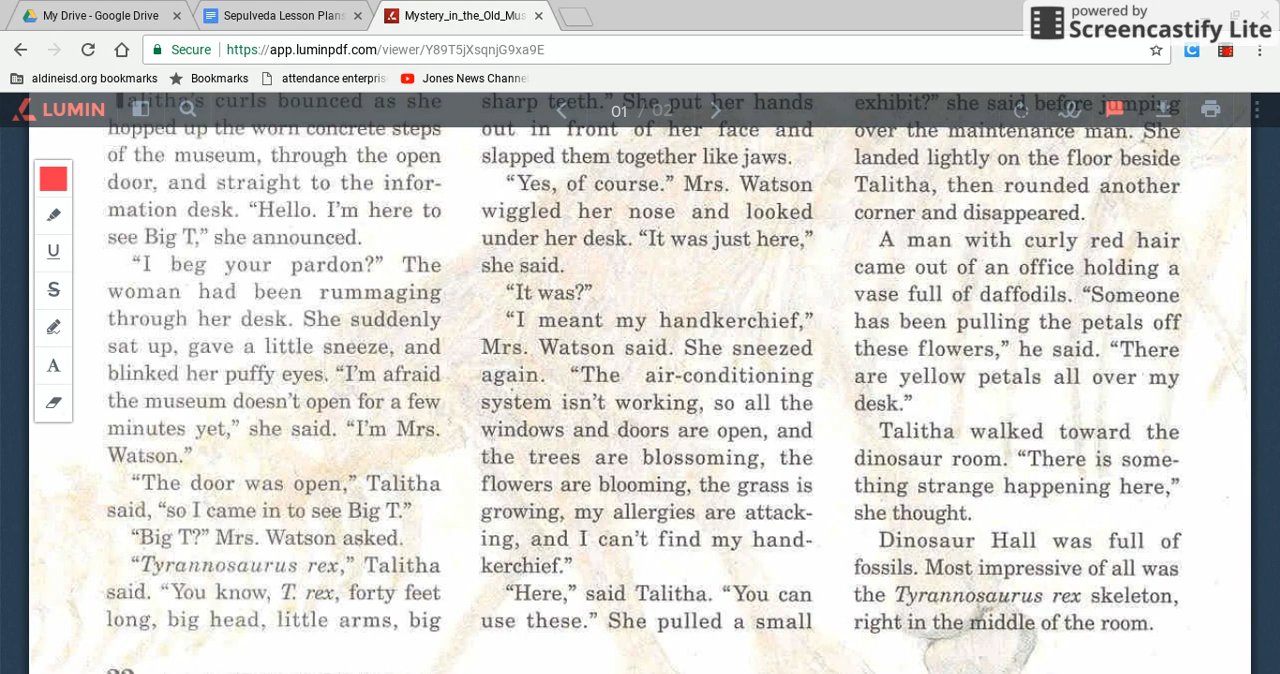 My Drive - Google Drive
Sepulveda Lesson Plans
Mystery_in_the_Old_Mus
powered by
Screencastify Lite
Secure
https://app.luminpdf.com/viewer/Y89T5jXsqnjG9xa9E
aldineisd.org bookmarks
Bookmarks
attendance enterpris
Jones News Channe
LUMIN
01 / 02
U
S
A
Talitha's curls bounced as she
hopped up the worn concrete steps
of the museum, through the open
door, and straight to the infor-
mation desk. “Hello. I'm here to
see Big T,” she announced.
“I beg your pardon?” The
woman had been rummaging
through her desk. She suddenly
sat up, gave a little sneeze, and
blinked her puffy eyes. “I'm afraid
the museum doesn't open for a few
minutes yet,” she said. “I'm Mrs.
Watson.”
“The door was open,” Talitha
said, “so I came in to see Big T.”
“Big T?” Mrs. Watson asked.
“Tyrannosaurus rex,” Talitha
said. “You know, T. rex, forty feet
long, big head, little arms, big
sharp teeth.” She put her hands
out in front of her face and
slapped them together like jaws.
“Yes, of course.” Mrs. Watson
wiggled her nose and looked
under her desk. “It was just here,”
she said.
“It was?”
“I meant my handkerchief,”
Mrs. Watson said. She sneezed
again. “The air-conditioning
system isn't working, so all the
windows and doors are open, and
the trees are blossoming, the
flowers are blooming, the grass is
growing, my allergies are attack-
ing, and I can't find my hand-
kerchief.”
“Here,” said Talitha. “You can
use these.” She pulled a small
exhibit?” she said before jumping
over the maintenance man. She
landed lightly on the floor beside
Talitha, then rounded another
corner and disappeared.
A man with curly red hair
came out of an office holding a
vase full of daffodils. “Someone
has been pulling the petals off
these flowers,” he said. “There
are yellow petals all over my
desk.”
Talitha walked toward the
dinosaur room. “There is some-
thing strange happening here,”
she thought.
Dinosaur Hall was full of
fossils. Most impressive of all was
the Tyrannosaurus rex skeleton,
right in the middle of the room.